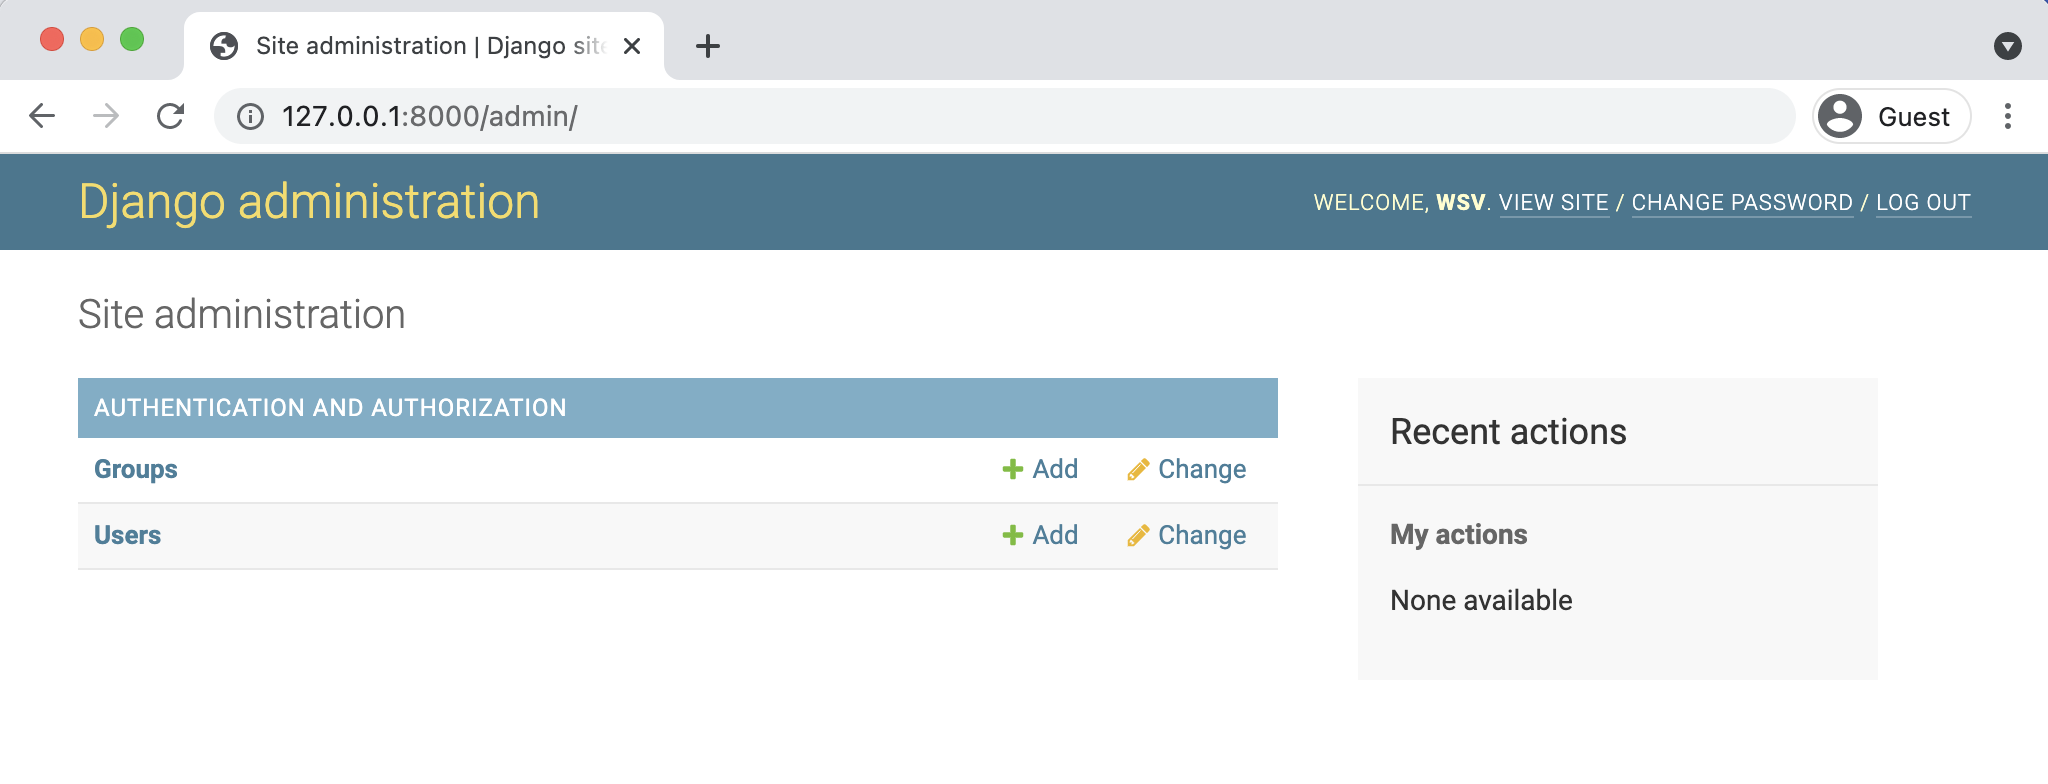 Site administration | Django site
127.0.0.1:8000/admin/
Guest
Django administration
WELCOME, WSV. VIEW SITE / CHANGE PASSWORD / LOG OUT
Site administration
AUTHENTICATION AND AUTHORIZATION
Groups Add Change
Users Add Change
Recent actions
My actions
None available